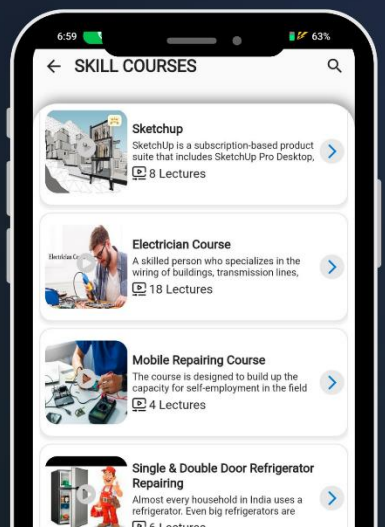 6:59
63%
SKILL COURSES
Sketchup
SketchUp is a subscription-based product
suite that includes SketchUp Pro Desktop,
8 Lectures
Electrician Course
A skilled person who specializes in the
wiring of buildings, transmission lines,
18 Lectures
Mobile Repairing Course
The course is designed to build up the
capacity for self-employment in the field
4 Lectures
Single & Double Door Refrigerator
Repairing
Almost every household in India uses a
refrigerator. Even big refrigerators are
6 Lectures